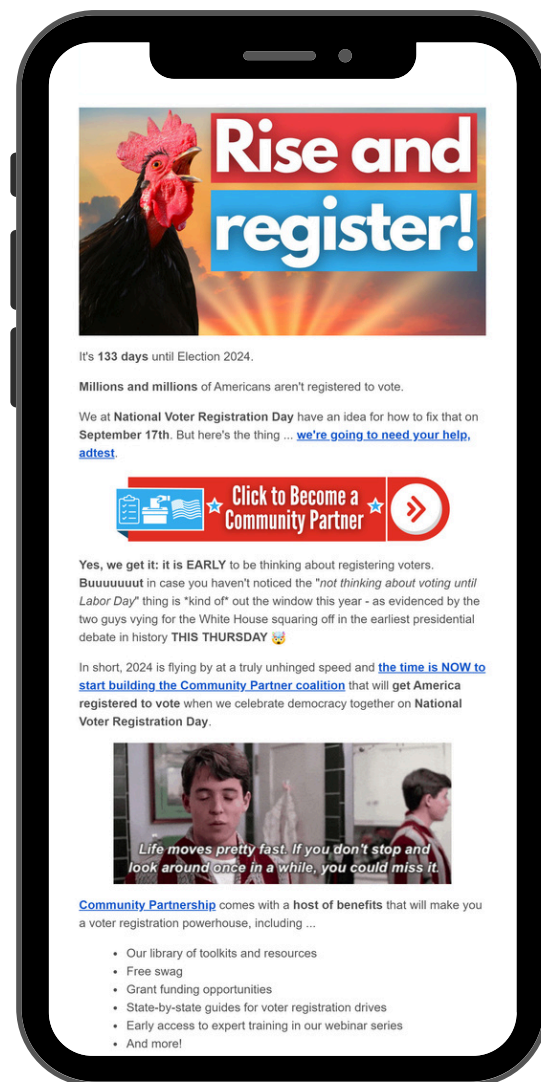 Rise and
register!
It's 133 days until Election 2024.
Millions and millions of Americans aren't registered to vote.
We at National Voter Registration Day have an idea for how to fix that on
September 17th. But here's the thing ... we're going to need your help,
adtest.
Click to Become a
Community Partner
Yes, we get it: it is EARLY to be thinking about registering voters.
Buuuuuuut in case you haven't noticed the "not thinking about voting until
Labor Day" thing is *kind of* out the window this year - as evidenced by the
two guys vying for the White House squaring off in the earliest presidential
debate in history THIS THURSDAY 🤯
In short, 2024 is flying by at a truly unhinged speed and the time is NOW to
start building the Community Partner coalition that will get America
registered to vote when we celebrate democracy together on National
Voter Registration Day.
Life moves pretty fast. If you don't stop and
look around once in a while, you could miss it.
Community Partnership comes with a host of benefits that will make you
a voter registration powerhouse, including ...
• Our library of toolkits and resources
• Free swag
• Grant funding opportunities
• State-by-state guides for voter registration drives
• Early access to expert training in our webinar series
• And more!